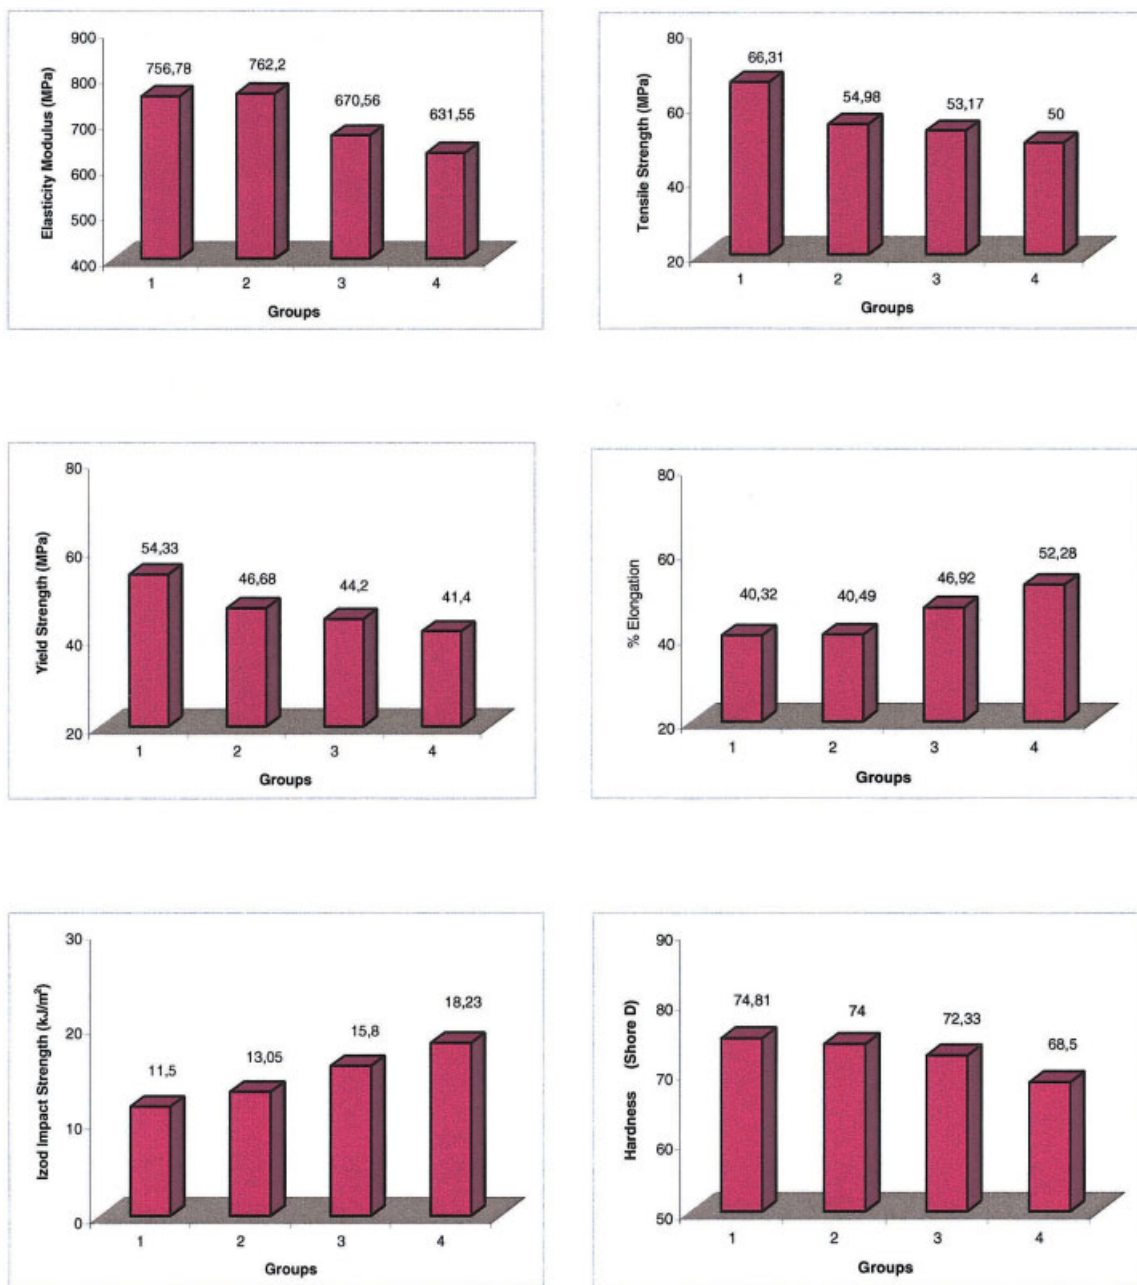 Elasticity Modulus (MPa)
900
800
700
600
500
400
756,78
762,2
670,56
631,55
1 2 3 4
Groups
Tensile Strength (MPa)
80
60
40
20
66,31
54,98
53,17
50
1 2 3 4
Groups
Yield Strength (MPa)
80
60
40
20
54,33
46,68
44,2
41,4
1 2 3 4
Groups
% Elongation
80
60
40
20
40,32
40,49
46,92
52,28
1 2 3 4
Groups
Izod Impact Strength (kJ/m²)
30
20
10
0
11,5
13,05
15,8
18,23
1 2 3 4
Groups
Hardness (Shore D)
90
80
70
60
50
74,81
74
72,33
68,5
1 2 3 4
Groups